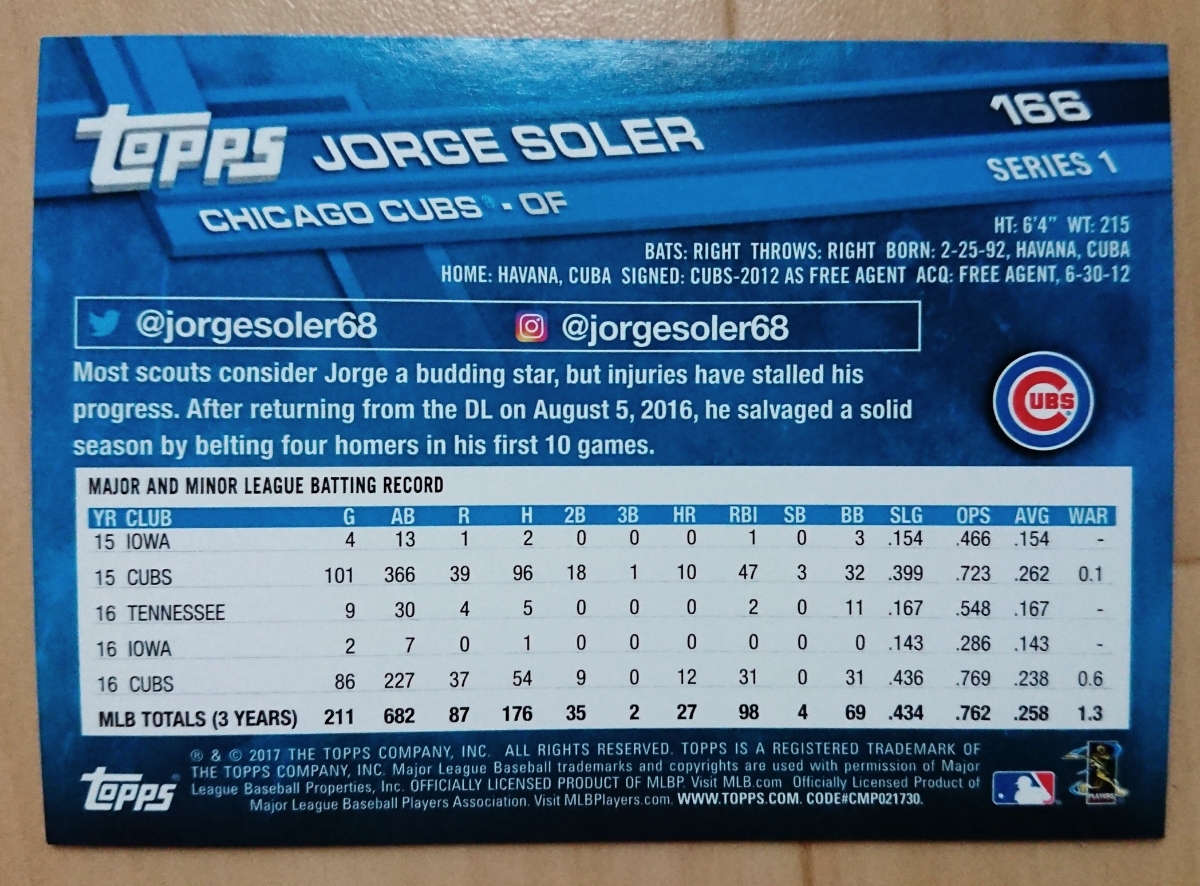 topps JORGE SOLER 166
SERIES 1
CHICAGO CUBS® - OF
HT: 6'4" WT: 215
BATS: RIGHT THROWS: RIGHT BORN: 2-25-92, HAVANA, CUBA
HOME: HAVANA, CUBA SIGNED: CUBS-2012 AS FREE AGENT ACQ: FREE AGENT, 6-30-12
@jorgesoler68 @jorgesoler68
Most scouts consider Jorge a budding star, but injuries have stalled his
progress. After returning from the DL on August 5, 2016, he salvaged a solid
season by belting four homers in his first 10 games.
CUBS
MAJOR AND MINOR LEAGUE BATTING RECORD
YR CLUB G AB R H 2B 3B HR RBI SB BB SLG OPS AVG WAR
15 IOWA 4 13 1 2 0 0 0 1 0 3 .154 .466 .154 -
15 CUBS 101 366 39 96 18 1 10 47 3 32 .399 .723 .262 0.1
16 TENNESSEE 9 30 4 5 0 0 0 2 0 11 .167 .548 .167 -
16 IOWA 2 7 0 1 0 0 0 0 0 0 .143 .286 .143 -
16 CUBS 86 227 37 54 9 0 12 31 0 31 .436 .769 .238 0.6
MLB TOTALS (3 YEARS) 211 682 87 176 35 2 27 98 4 69 .434 .762 .258 1.3
® & © 2017 THE TOPPS COMPANY, INC. ALL RIGHTS RESERVED. TOPPS IS A REGISTERED TRADEMARK OF
THE TOPPS COMPANY, INC. Major League Baseball trademarks and copyrights are used with permission of Major
League Baseball Properties, Inc. OFFICIALLY LICENSED PRODUCT OF MLBP. Visit MLB.com Officially Licensed Product of
Major League Baseball Players Association. Visit MLBPlayers.com. WWW.TOPPS.COM. CODE#CMP021730.
topps®
PLAYERS